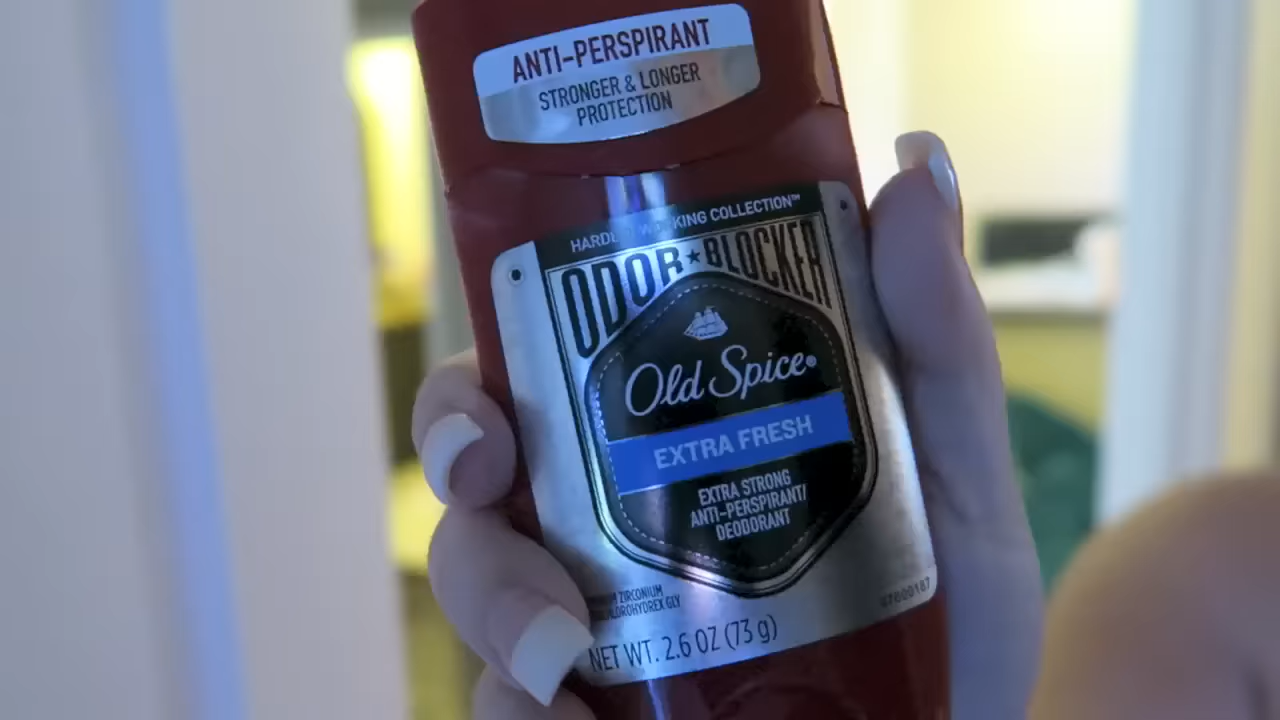 ANTI-PERSPIRANT
STRONGER & LONGER
PROTECTION
COLLECTION™
ODOR★BLOCKER
Old Spice®
EXTRA FRESH
EXTRA STRONG
ANTI-PERSPIRANT/
DEODORANT
ZIRCONIUM
GLY
NET WT. 2.6 OZ (73 g)